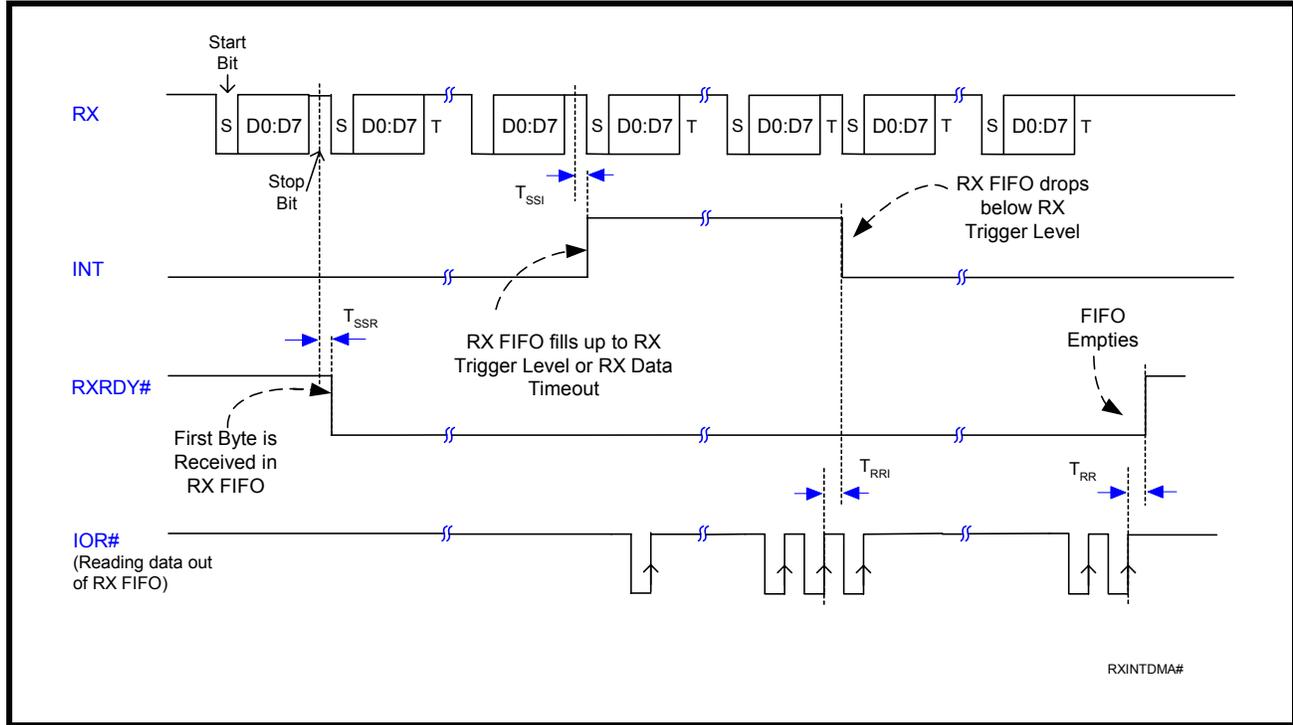 Start
Bit
RX
S D0:D7 S D0:D7 T D0:D7 S D0:D7 T S D0:D7 T S D0:D7 T S D0:D7 T
Stop
Bit
TSSI
RX FIFO drops
below RX
Trigger Level
INT
TSSR
RX FIFO fills up to RX
Trigger Level or RX Data
Timeout
FIFO
Empties
RXRDY#
First Byte is
Received in
RX FIFO
TRRI
TRR
IOR#
(Reading data out
of RX FIFO)
RXINTDMA#